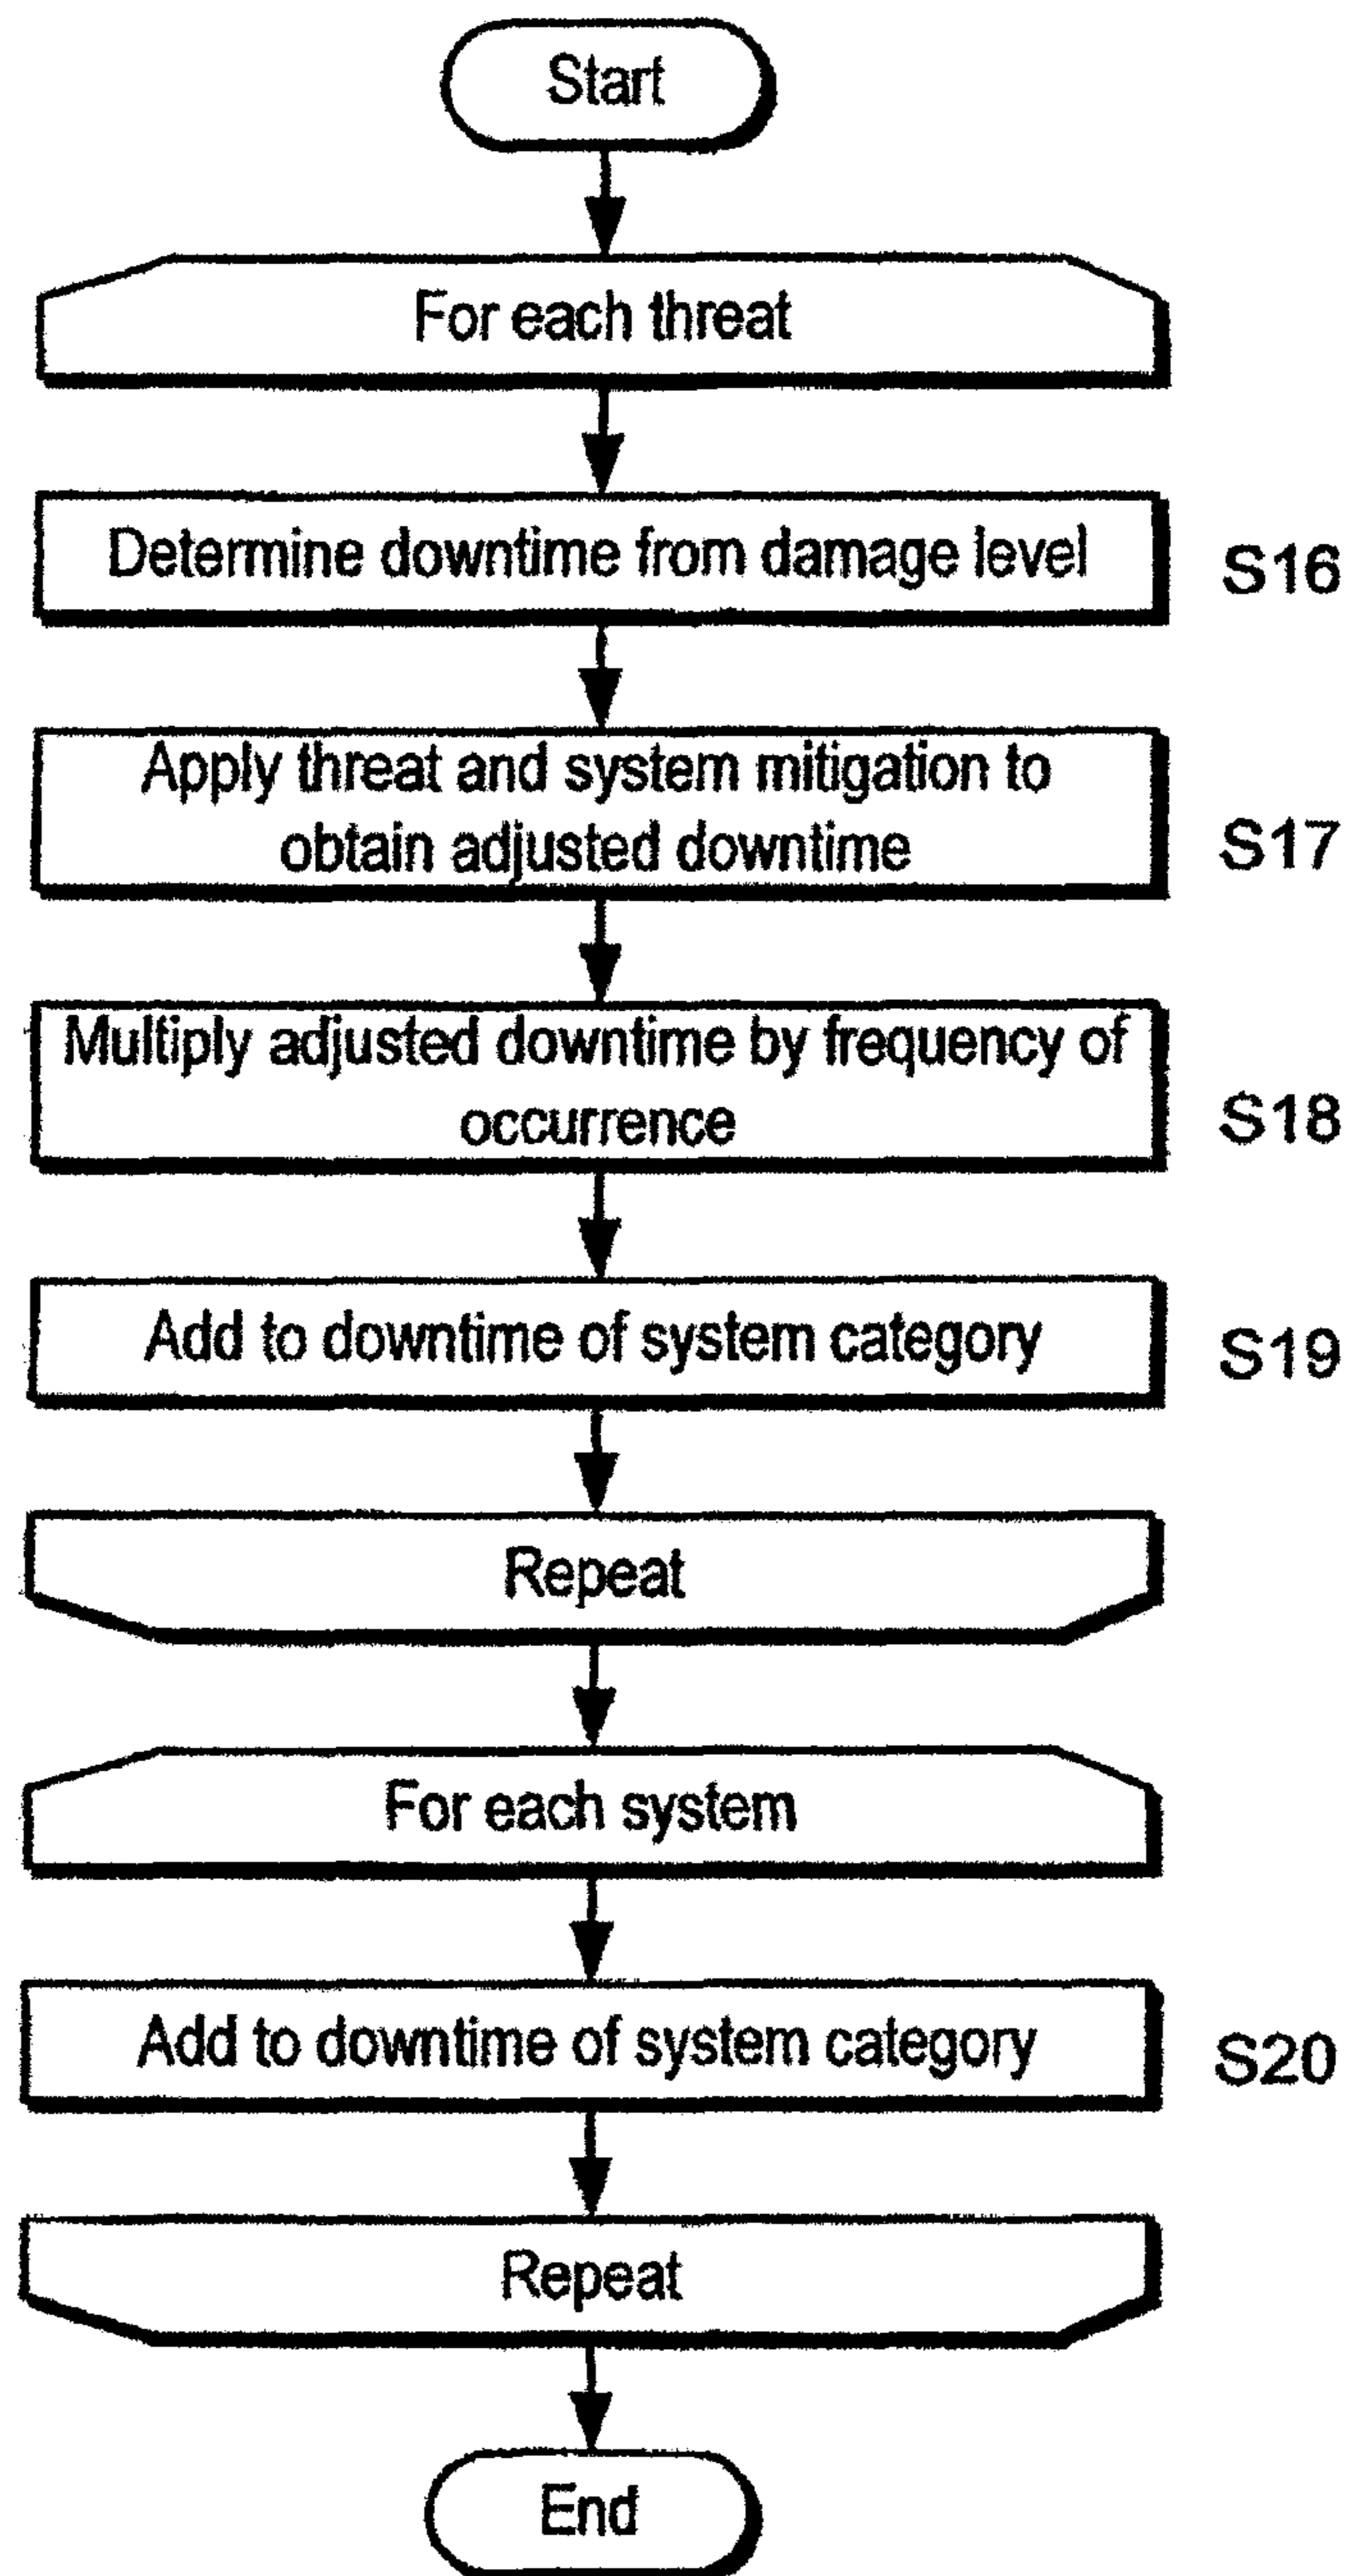 Start
For each threat
Determine downtime from damage level
S16
Apply threat and system mitigation to
obtain adjusted downtime
S17
Multiply adjusted downtime by frequency of
occurrence
S18
Add to downtime of system category
S19
Repeat
For each system
Add to downtime of system category
S20
Repeat
End